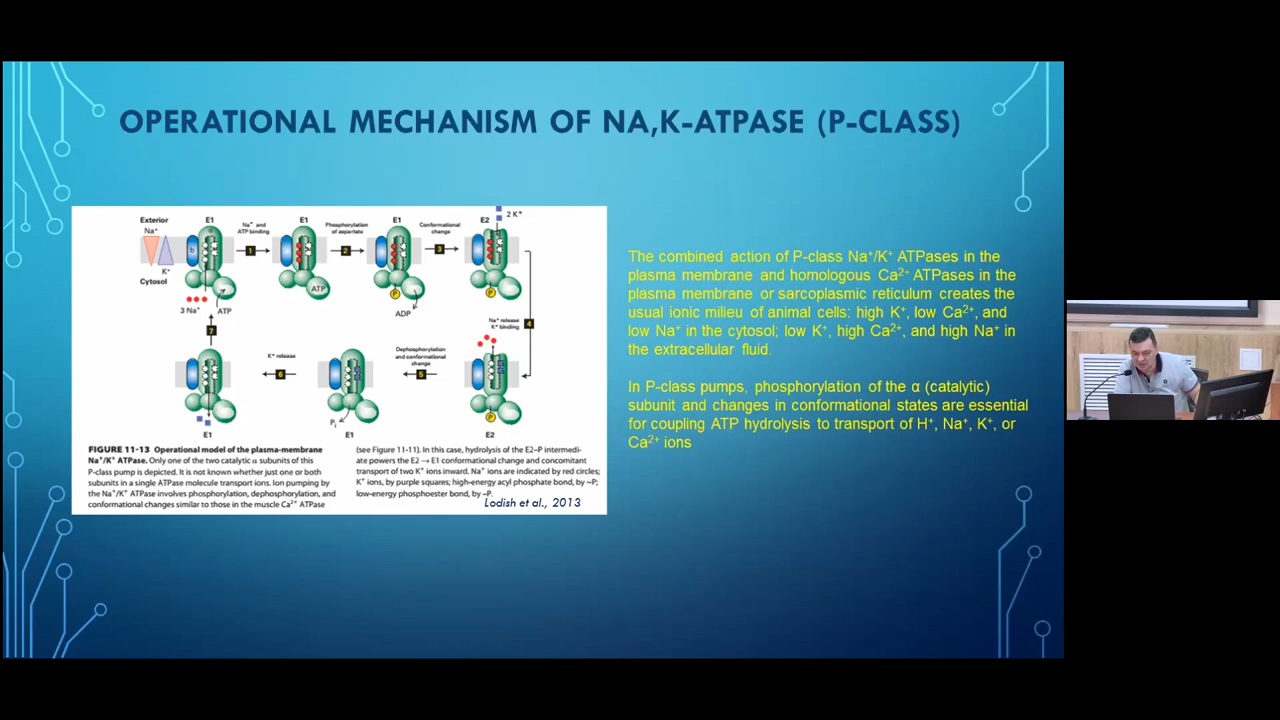 OPERATIONAL MECHANISM OF NA,K-ATPASE (P-CLASS)
Exterior
Na⁺
K⁺
Cytosol
E1
Na⁺ and
ATP binding
1
E1
Phosphorylation
of aspartate
2
E1
Conformational
change
3
E2
2 K⁺
3 Na⁺
ATP
ATP
P
ADP
P
7
Na⁺ release
K⁺ binding
4
K⁺ release
6
Dephosphorylation
and conformational
change
5
E1
Pᵢ
E1
P
E2
FIGURE 11-13 Operational model of the plasma-membrane
Na⁺/K⁺ ATPase. Only one of the two catalytic α subunits of this
P-class pump is depicted. It is not known whether just one or both
subunits in a single ATPase molecule transport ions. Ion pumping by
the Na⁺/K⁺ ATPase involves phosphorylation, dephosphorylation, and
conformational changes similar to those in the muscle Ca²⁺ ATPase
(see Figure 11-11). In this case, hydrolysis of the E2–P intermedi-
ate powers the E2 → E1 conformational change and concomitant
transport of two K⁺ ions inward. Na⁺ ions are indicated by red circles;
K⁺ ions, by purple squares; high-energy acyl phosphate bond, by ~P;
low-energy phosphoester bond, by –P.
Lodish et al., 2013
The combined action of P-class Na⁺/K⁺ ATPases in the
plasma membrane and homologous Ca²⁺ ATPases in the
plasma membrane or sarcoplasmic reticulum creates the
usual ionic milieu of animal cells: high K⁺, low Ca²⁺, and
low Na⁺ in the cytosol; low K⁺, high Ca²⁺, and high Na⁺ in
the extracellular fluid.
In P-class pumps, phosphorylation of the α (catalytic)
subunit and changes in conformational states are essential
for coupling ATP hydrolysis to transport of H⁺, Na⁺, K⁺, or
Ca²⁺ ions